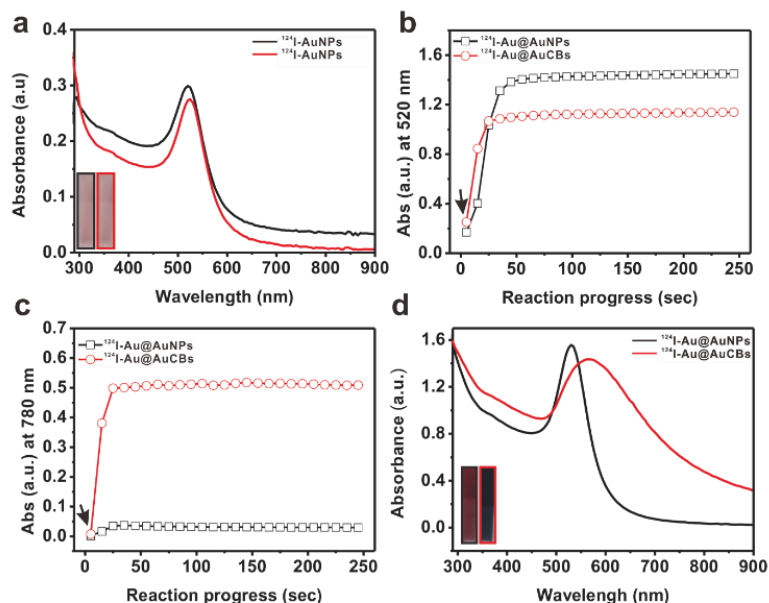 a
¹²⁴I-AuNPs
¹²⁴I-AuNPs
0.4
0.3
0.2
0.1
0.0
Absorbance (a.u)
300 400 500 600 700 800 900
Wavelength (nm)
b
¹²⁴I-Au@AuNPs
¹²⁴I-Au@AuCBs
1.6
1.2
0.8
0.4
0.0
Abs (a.u.) at 520 nm
0 50 100 150 200 250
Reaction progress (sec)
c
¹²⁴I-Au@AuNPs
¹²⁴I-Au@AuCBs
0.7
0.6
0.5
0.4
0.3
0.2
0.1
0.0
Abs (a.u.) at 780 nm
0 50 100 150 200 250
Reaction progress (sec)
d
¹²⁴I-Au@AuNPs
¹²⁴I-Au@AuCBs
1.6
1.2
0.8
0.4
0.0
Absorbance (a.u.)
300 400 500 600 700 800 900
Wavelengh (nm)